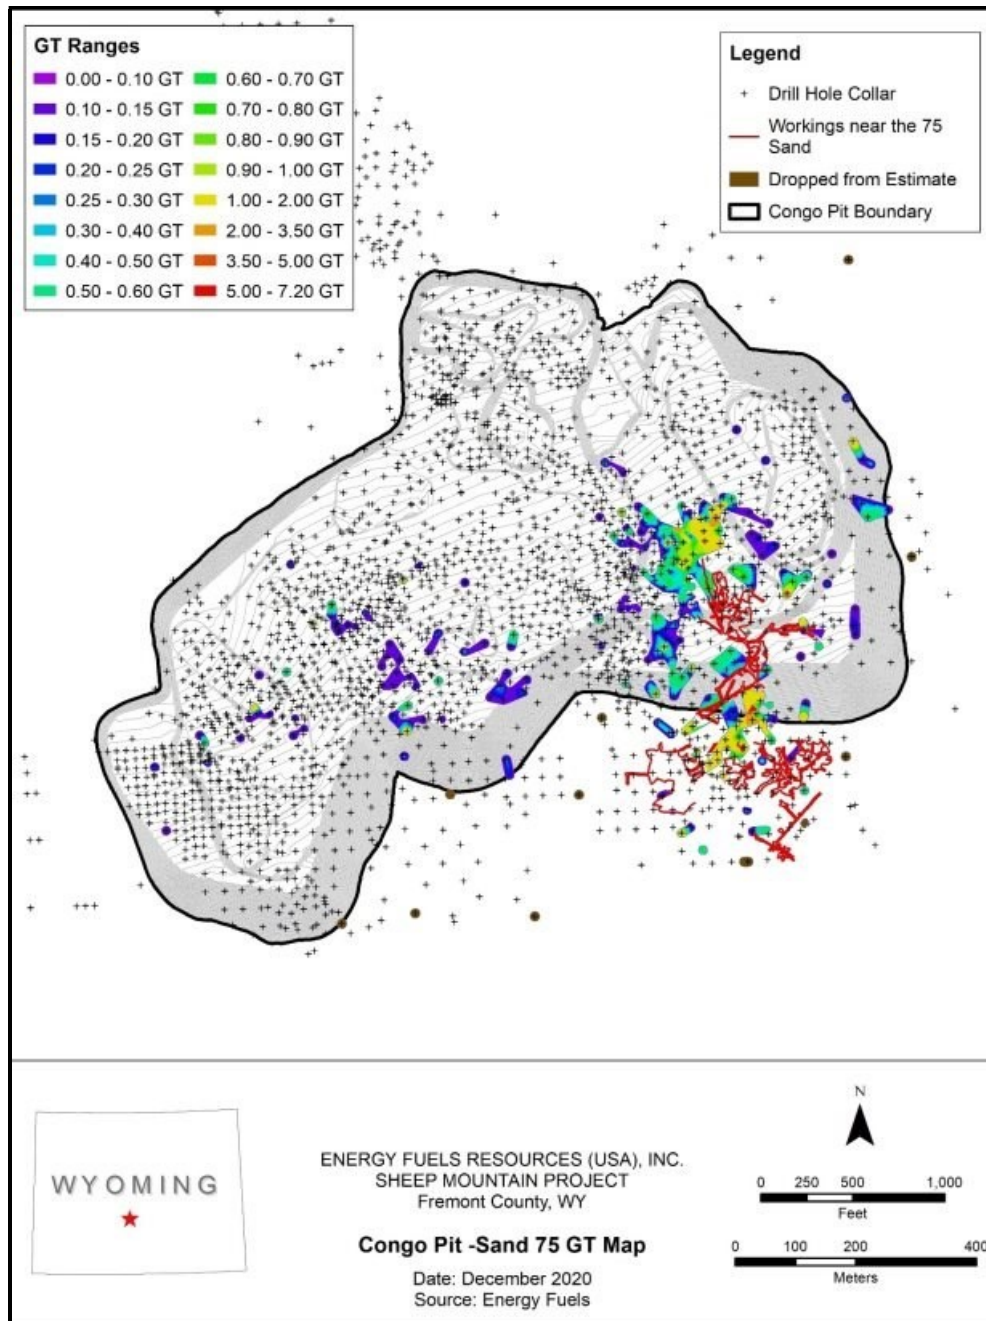 GT Ranges
0.00 - 0.10 GT
0.10 - 0.15 GT
0.15 - 0.20 GT
0.20 - 0.25 GT
0.25 - 0.30 GT
0.30 - 0.40 GT
0.40 - 0.50 GT
0.50 - 0.60 GT
0.60 - 0.70 GT
0.70 - 0.80 GT
0.80 - 0.90 GT
0.90 - 1.00 GT
1.00 - 2.00 GT
2.00 - 3.50 GT
3.50 - 5.00 GT
5.00 - 7.20 GT
Legend
Drill Hole Collar
Workings near the 75
Sand
Dropped from Estimate
Congo Pit Boundary
WYOMING
ENERGY FUELS RESOURCES (USA), INC.
SHEEP MOUNTAIN PROJECT
Fremont County, WY
Congo Pit -Sand 75 GT Map
Date: December 2020
Source: Energy Fuels
N
0 250 500 1,000
Feet
0 100 200 400
Meters